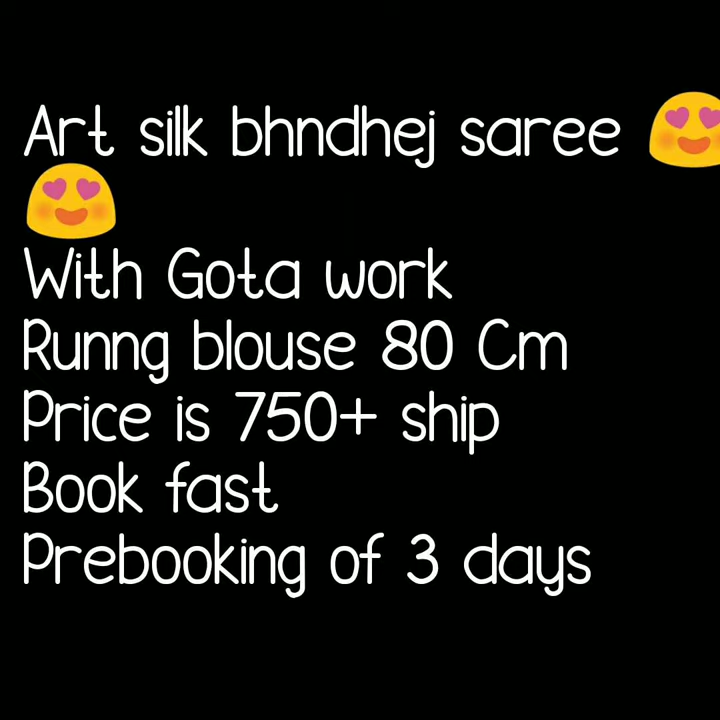 Art silk bhndhej saree 😍
😍
With Gota work
Runng blouse 80 Cm
Price is 750+ ship
Book fast
Prebooking of 3 days